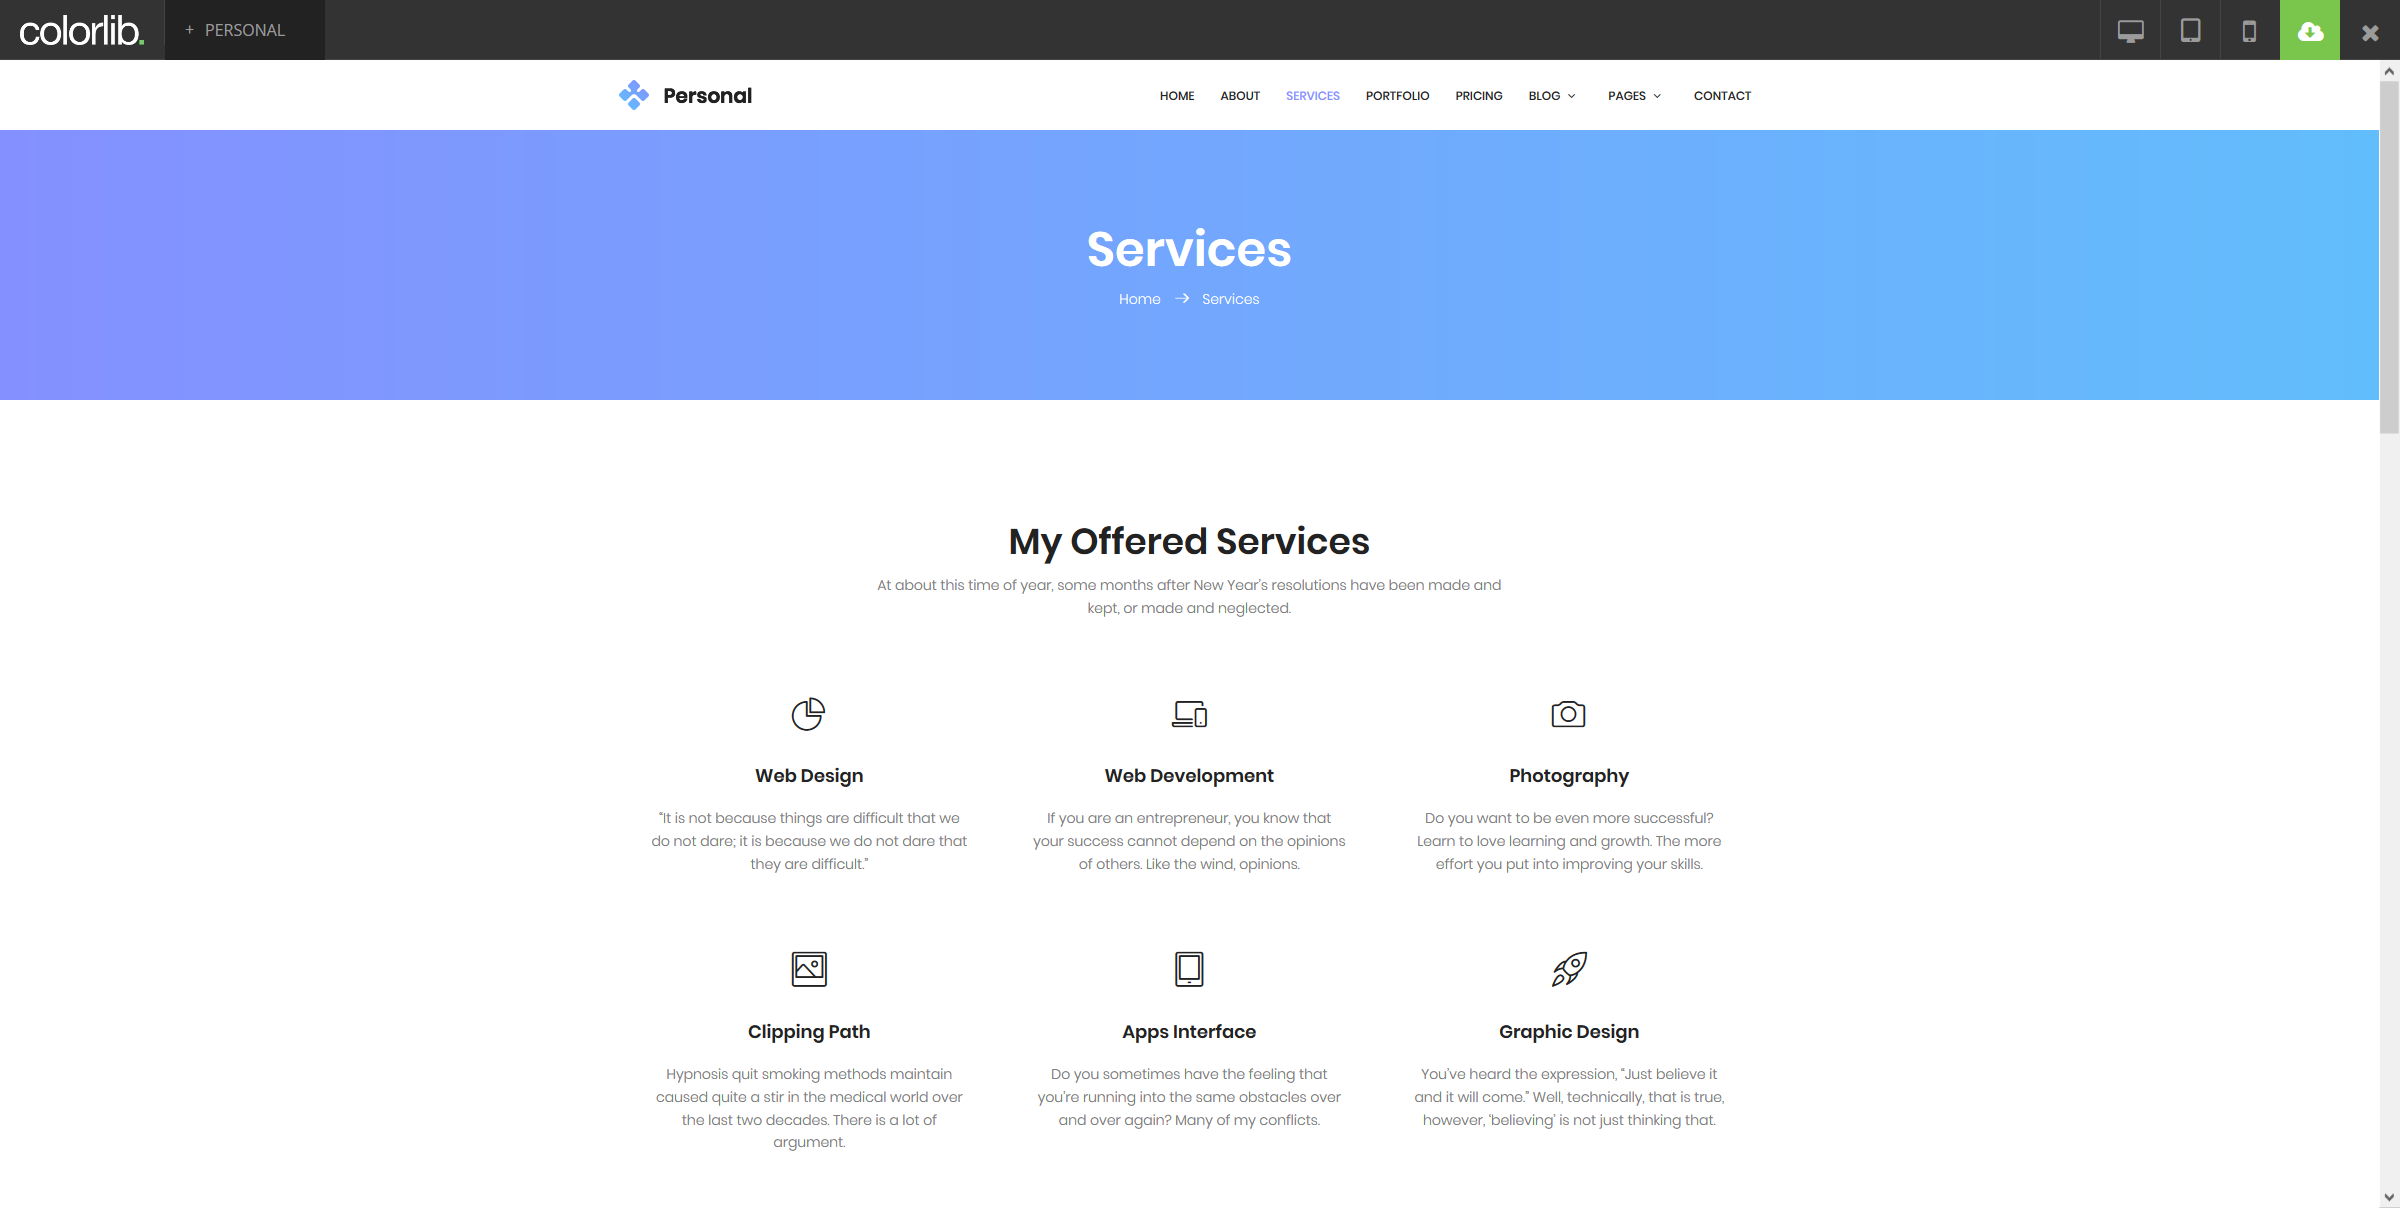 colorlib.
+ PERSONAL
Personal
HOME ABOUT SERVICES PORTFOLIO PRICING BLOG PAGES CONTACT
Services
Home → Services
My Offered Services
At about this time of year, some months after New Year’s resolutions have been made and
kept, or made and neglected.
Web Design
“It is not because things are difficult that we
do not dare; it is because we do not dare that
they are difficult.”
Web Development
If you are an entrepreneur, you know that
your success cannot depend on the opinions
of others. Like the wind, opinions.
Photography
Do you want to be even more successful?
Learn to love learning and growth. The more
effort you put into improving your skills.
Clipping Path
Hypnosis quit smoking methods maintain
caused quite a stir in the medical world over
the last two decades. There is a lot of
argument.
Apps Interface
Do you sometimes have the feeling that
you’re running into the same obstacles over
and over again? Many of my conflicts.
Graphic Design
You’ve heard the expression, “Just believe it
and it will come.” Well, technically, that is true,
however, ‘believing’ is not just thinking that.